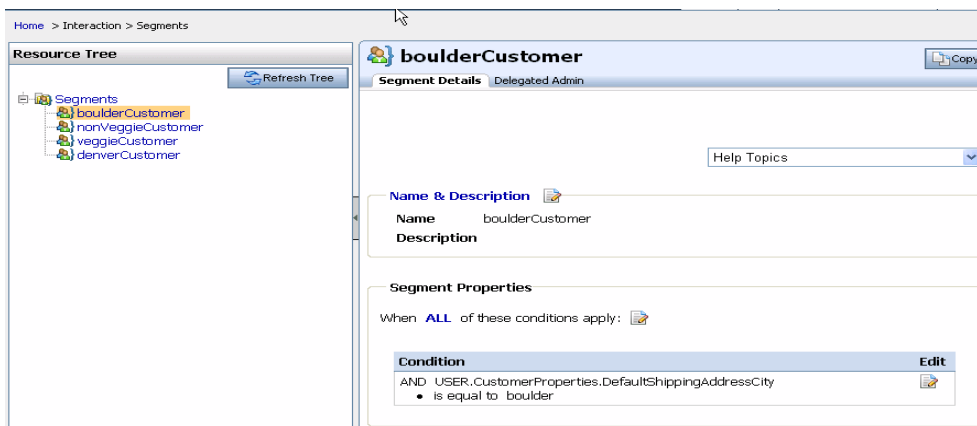 Home > Interaction > Segments
Resource Tree
Refresh Tree
Segments
boulderCustomer
nonVeggieCustomer
veggieCustomer
denverCustomer
boulderCustomer
Copy
Segment Details Delegated Admin
Help Topics
Name & Description
Name boulderCustomer
Description
Segment Properties
When ALL of these conditions apply:
Condition Edit
AND USER.CustomerProperties.DefaultShippingAddressCity
• is equal to boulder